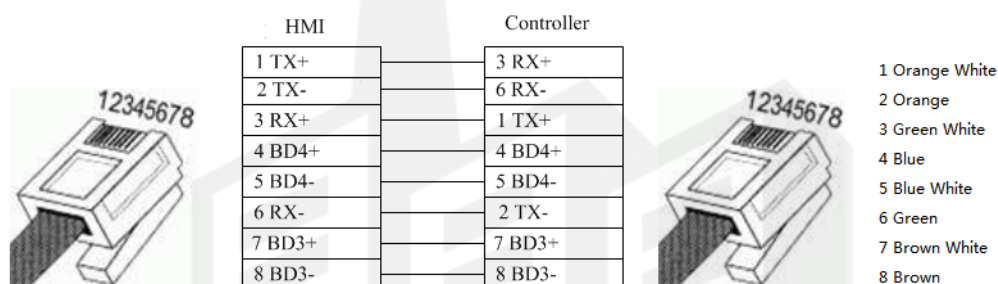 HMI Controller
1 TX+ 3 RX+
2 TX- 6 RX-
3 RX+ 1 TX+
4 BD4+ 4 BD4+
5 BD4- 5 BD4-
6 RX- 2 TX-
7 BD3+ 7 BD3+
8 BD3- 8 BD3-
12345678
12345678
1 Orange White
2 Orange
3 Green White
4 Blue
5 Blue White
6 Green
7 Brown White
8 Brown